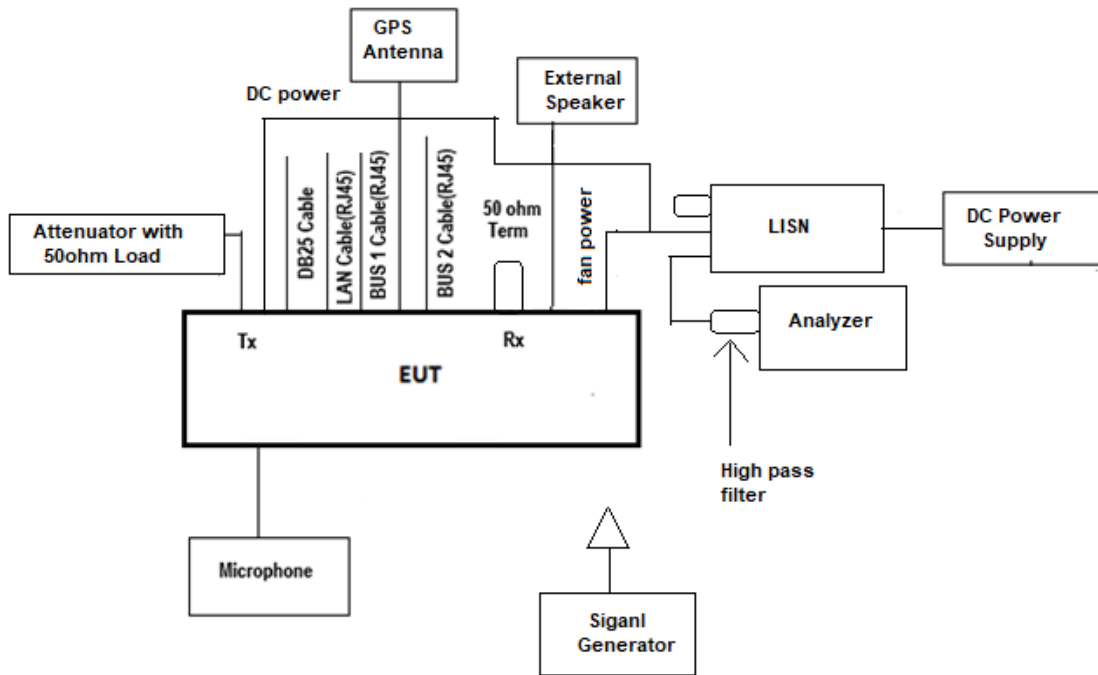 GPS
Antenna
External
Speaker
DC power
DB25 Cable
LAN Cable(RJ45)
BUS 1 Cable(RJ45)
BUS 2 Cable(RJ45)
50 ohm
Term
fan power
LISN
DC Power
Supply
Attenuator with
50ohm Load
Analyzer
Tx
Rx
EUT
High pass
filter
Microphone
Siganl
Generator